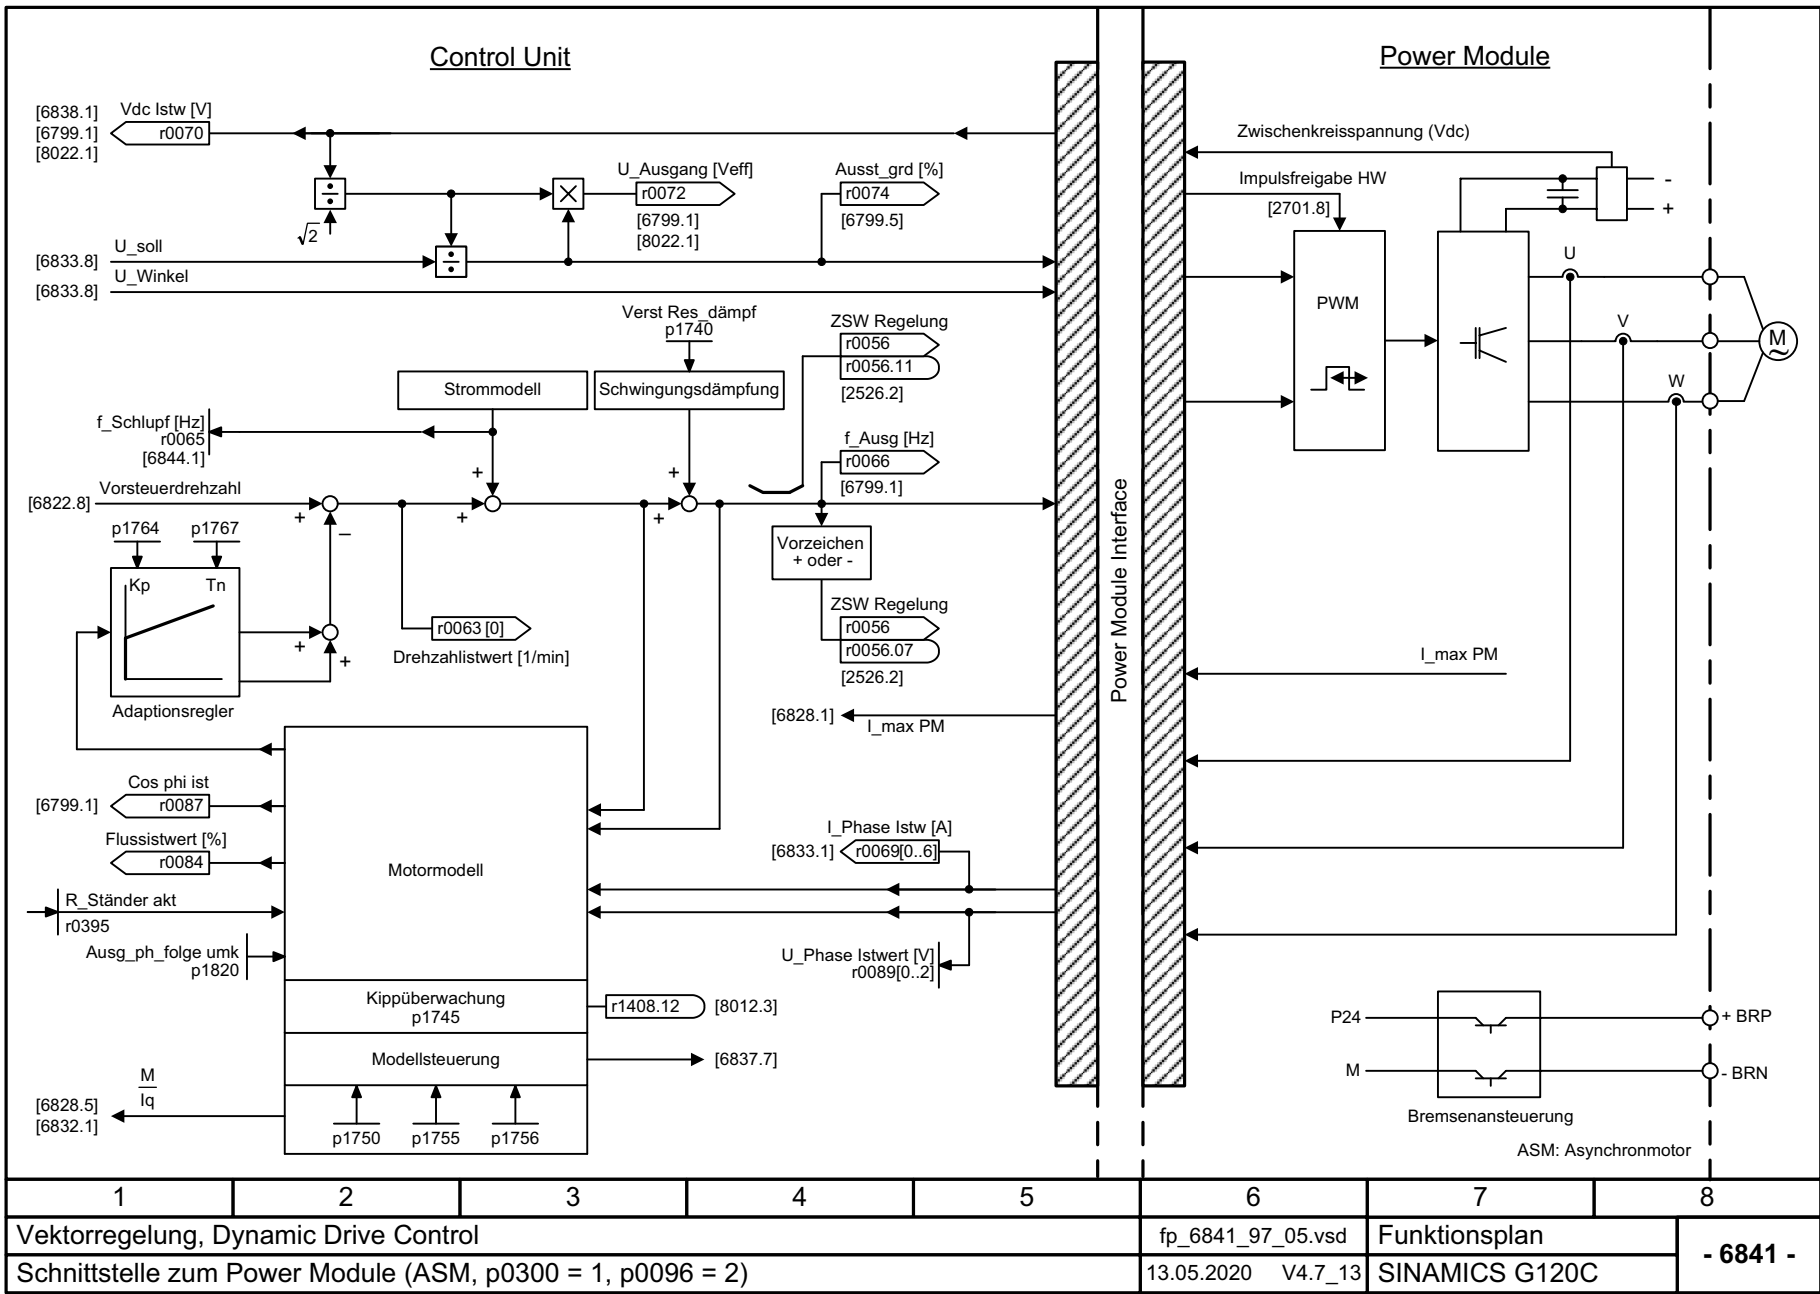 Control Unit
Power Module
[6838.1]
[6799.1]
[8022.1]
Vdc Istw [V]
r0070
÷
√2
U_Ausgang [Veff]
r0072
[6799.1]
[8022.1]
Ausst_grd [%]
r0074
[6799.5]
U_soll
[6833.8]
÷
U_Winkel
[6833.8]
Verst Res_dämpf
p1740
ZSW Regelung
r0056
r0056.11
[2526.2]
Strommodell
Schwingungsdämpfung
f_Schlupf [Hz]
r0065
[6844.1]
f_Ausg [Hz]
r0066
[6799.1]
+
+
Vorsteuerdrehzahl
[6822.8]
+
–
+
+
p1764
p1767
Kp
Tn
Adaptionsregler
+
+
r0063 [0]
Drehzahlistwert [1/min]
Vorzeichen
+ oder -
ZSW Regelung
r0056
r0056.07
[2526.2]
[6828.1]
I_max PM
Cos phi ist
[6799.1]
r0087
Flussistwert [%]
r0084
Motormodell
I_Phase Istw [A]
[6833.1]
r0069[0..6]
R_Ständer akt
r0395
Ausg_ph_folge umk
p1820
U_Phase Istwert [V]
r0089[0..2]
Kippüberwachung
p1745
r1408.12
[8012.3]
Modellsteuerung
[6837.7]
M
Iq
[6828.5]
[6832.1]
p1750
p1755
p1756
Power Module Interface
Zwischenkreisspannung (Vdc)
Impulsfreigabe HW
[2701.8]
-
+
PWM
U
V
W
M
~
I_max PM
P24
+ BRP
M
- BRN
Bremsenansteuerung
ASM: Asynchronmotor
1
2
3
4
5
6
7
8
Vektorregelung, Dynamic Drive Control
fp_6841_97_05.vsd
Funktionsplan
- 6841 -
Schnittstelle zum Power Module (ASM, p0300 = 1, p0096 = 2)
13.05.2020
V4.7_13
SINAMICS G120C